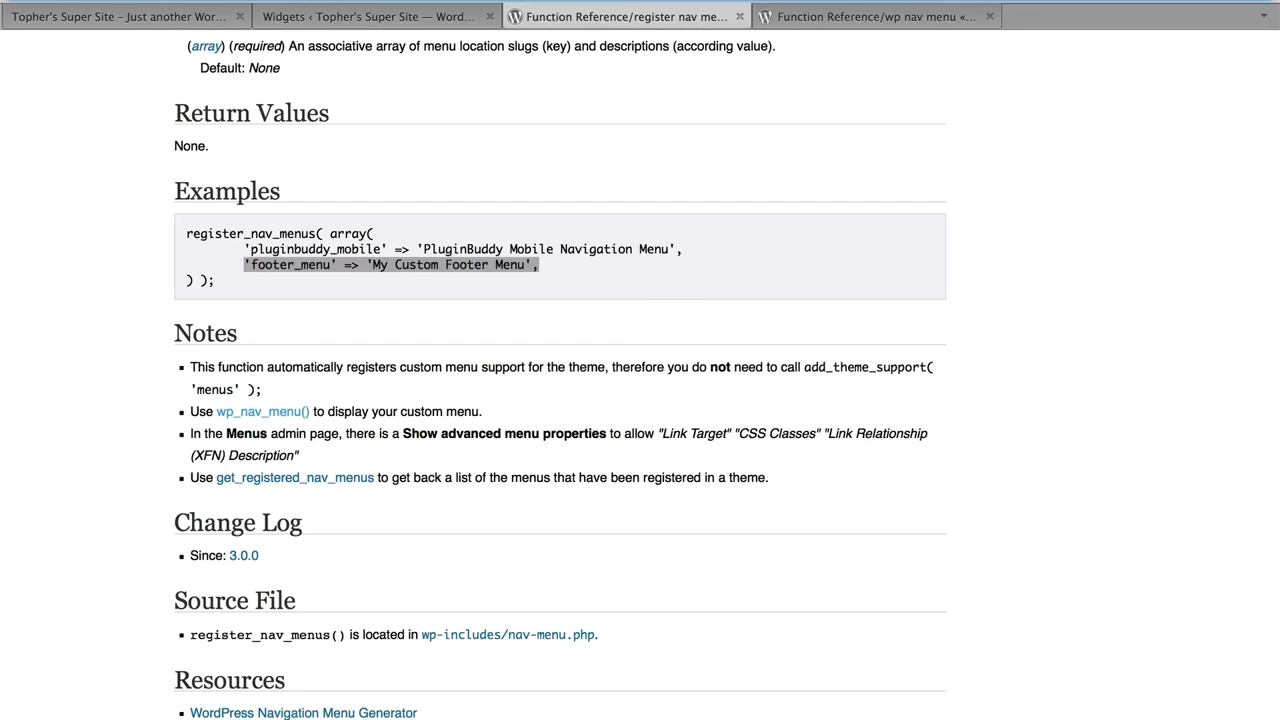 Topher's Super Site – Just another Wor... Widgets ‹ Topher's Super Site — Word... Function Reference/register nav me... Function Reference/wp nav menu «...
(array) (required) An associative array of menu location slugs (key) and descriptions (according value).
Default: None
Return Values
None.
Examples
register_nav_menus( array(
'pluginbuddy_mobile' => 'PluginBuddy Mobile Navigation Menu',
'footer_menu' => 'My Custom Footer Menu',
) );
Notes
This function automatically registers custom menu support for the theme, therefore you do not need to call add_theme_support(
'menus' );
Use wp_nav_menu() to display your custom menu.
In the Menus admin page, there is a Show advanced menu properties to allow "Link Target" "CSS Classes" "Link Relationship
(XFN) Description"
Use get_registered_nav_menus to get back a list of the menus that have been registered in a theme.
Change Log
Since: 3.0.0
Source File
register_nav_menus() is located in wp-includes/nav-menu.php.
Resources
WordPress Navigation Menu Generator